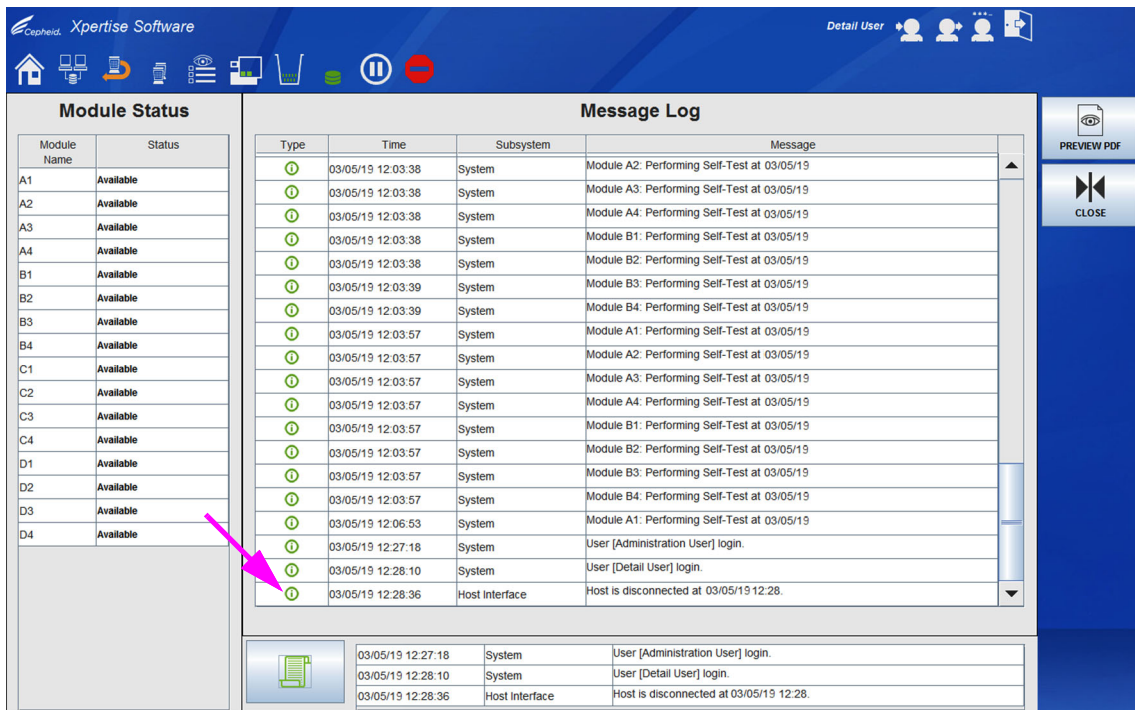 Cepheid. Xpertise Software
Detail User
Module Status
Module Name Status
A1 Available
A2 Available
A3 Available
A4 Available
B1 Available
B2 Available
B3 Available
B4 Available
C1 Available
C2 Available
C3 Available
C4 Available
D1 Available
D2 Available
D3 Available
D4 Available
Message Log
Type Time Subsystem Message
03/05/19 12:03:38 System Module A2: Performing Self-Test at 03/05/19
03/05/19 12:03:38 System Module A3: Performing Self-Test at 03/05/19
03/05/19 12:03:38 System Module A4: Performing Self-Test at 03/05/19
03/05/19 12:03:38 System Module B1: Performing Self-Test at 03/05/19
03/05/19 12:03:38 System Module B2: Performing Self-Test at 03/05/19
03/05/19 12:03:39 System Module B3: Performing Self-Test at 03/05/19
03/05/19 12:03:39 System Module B4: Performing Self-Test at 03/05/19
03/05/19 12:03:57 System Module A1: Performing Self-Test at 03/05/19
03/05/19 12:03:57 System Module A2: Performing Self-Test at 03/05/19
03/05/19 12:03:57 System Module A3: Performing Self-Test at 03/05/19
03/05/19 12:03:57 System Module A4: Performing Self-Test at 03/05/19
03/05/19 12:03:57 System Module B1: Performing Self-Test at 03/05/19
03/05/19 12:03:57 System Module B2: Performing Self-Test at 03/05/19
03/05/19 12:03:57 System Module B3: Performing Self-Test at 03/05/19
03/05/19 12:03:57 System Module B4: Performing Self-Test at 03/05/19
03/05/19 12:06:53 System Module A1: Performing Self-Test at 03/05/19
03/05/19 12:27:18 System User [Administration User] login.
03/05/19 12:28:10 System User [Detail User] login.
03/05/19 12:28:36 Host Interface Host is disconnected at 03/05/19 12:28.
03/05/19 12:27:18 System User [Administration User] login.
03/05/19 12:28:10 System User [Detail User] login.
03/05/19 12:28:36 Host Interface Host is disconnected at 03/05/19 12:28.
PREVIEW PDF
CLOSE